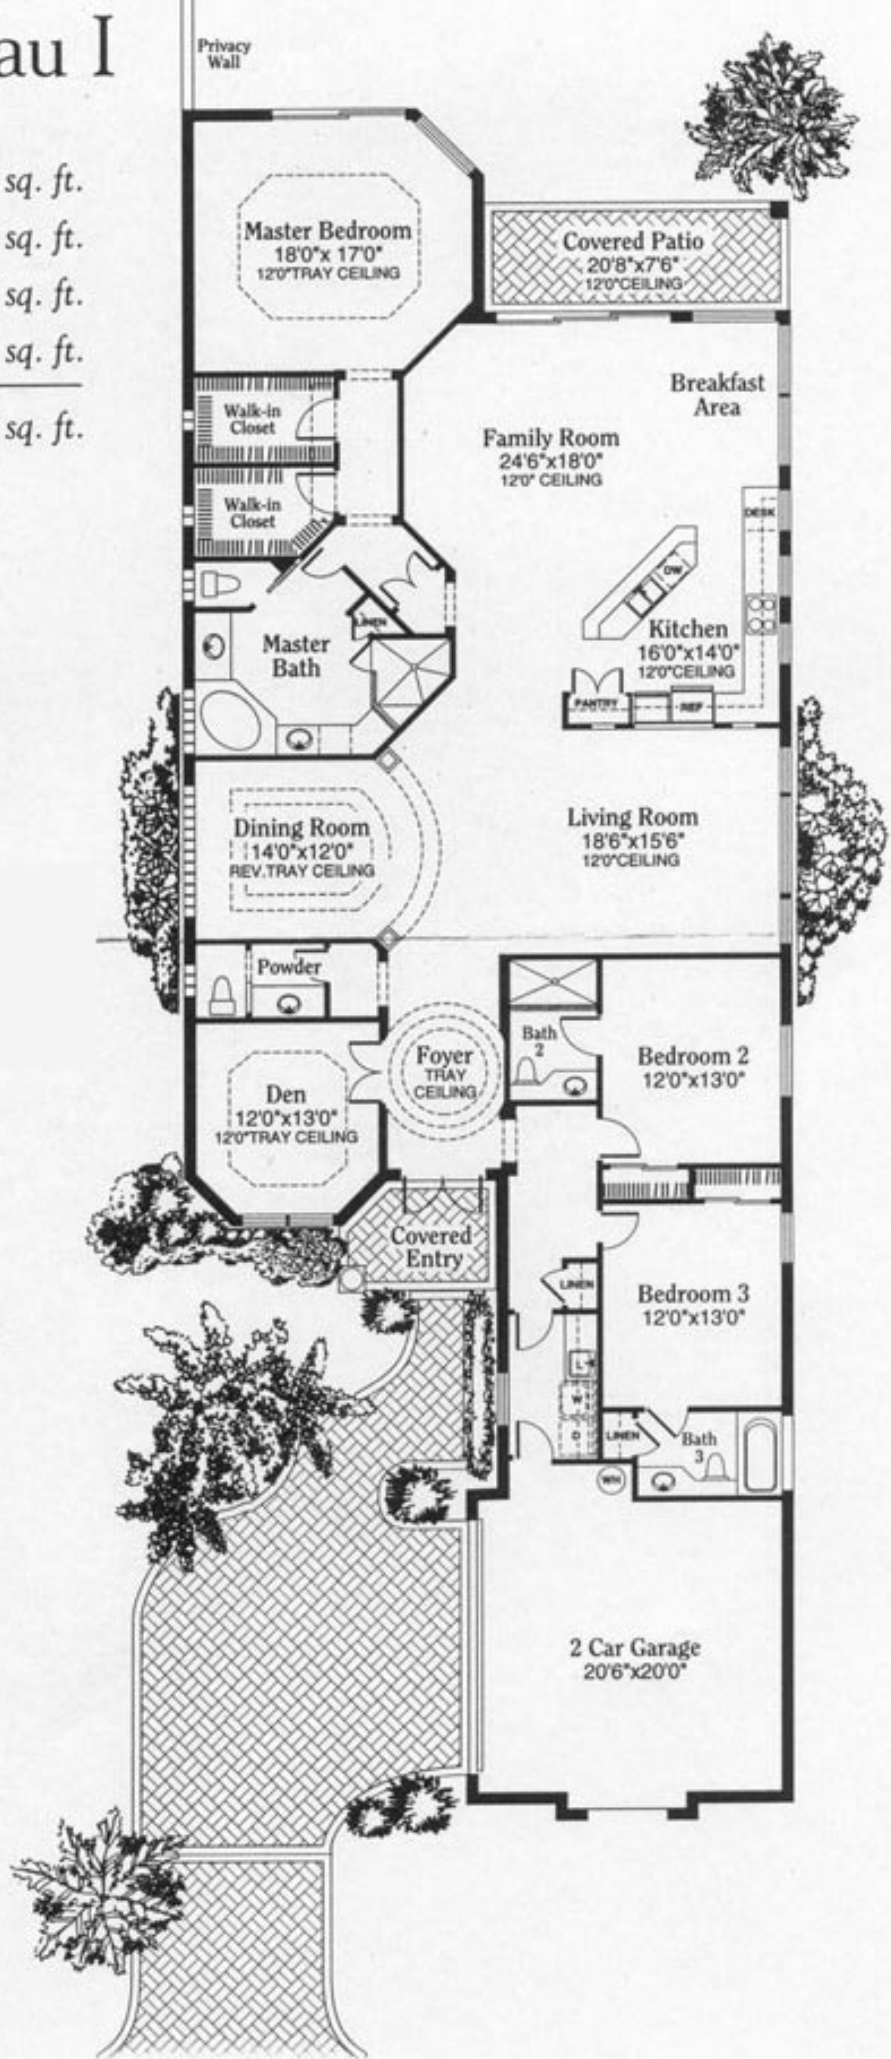 au I
sq. ft.
sq. ft.
sq. ft.
sq. ft.
sq. ft.
Privacy
Wall
Master Bedroom
18'0"x 17'0"
12'0"TRAY CEILING
Covered Patio
20'8"x7'6"
12'0"CEILING
Walk-in
Closet
Walk-in
Closet
Breakfast
Area
Family Room
24'6"x18'0"
12'0" CEILING
DESK
DW
LINEN
Master
Bath
Kitchen
16'0"x14'0"
12'0"CEILING
PANTRY
REF
Dining Room
14'0"x12'0"
REV.TRAY CEILING
Living Room
18'6"x15'6"
12'0"CEILING
Powder
Foyer
TRAY
CEILING
Bath
2
Bedroom 2
12'0"x13'0"
Den
12'0"x13'0"
12'0"TRAY CEILING
Covered
Entry
LINEN
Bedroom 3
12'0"x13'0"
L
W
D
LINEN
Bath
3
WH
2 Car Garage
20'6"x20'0"